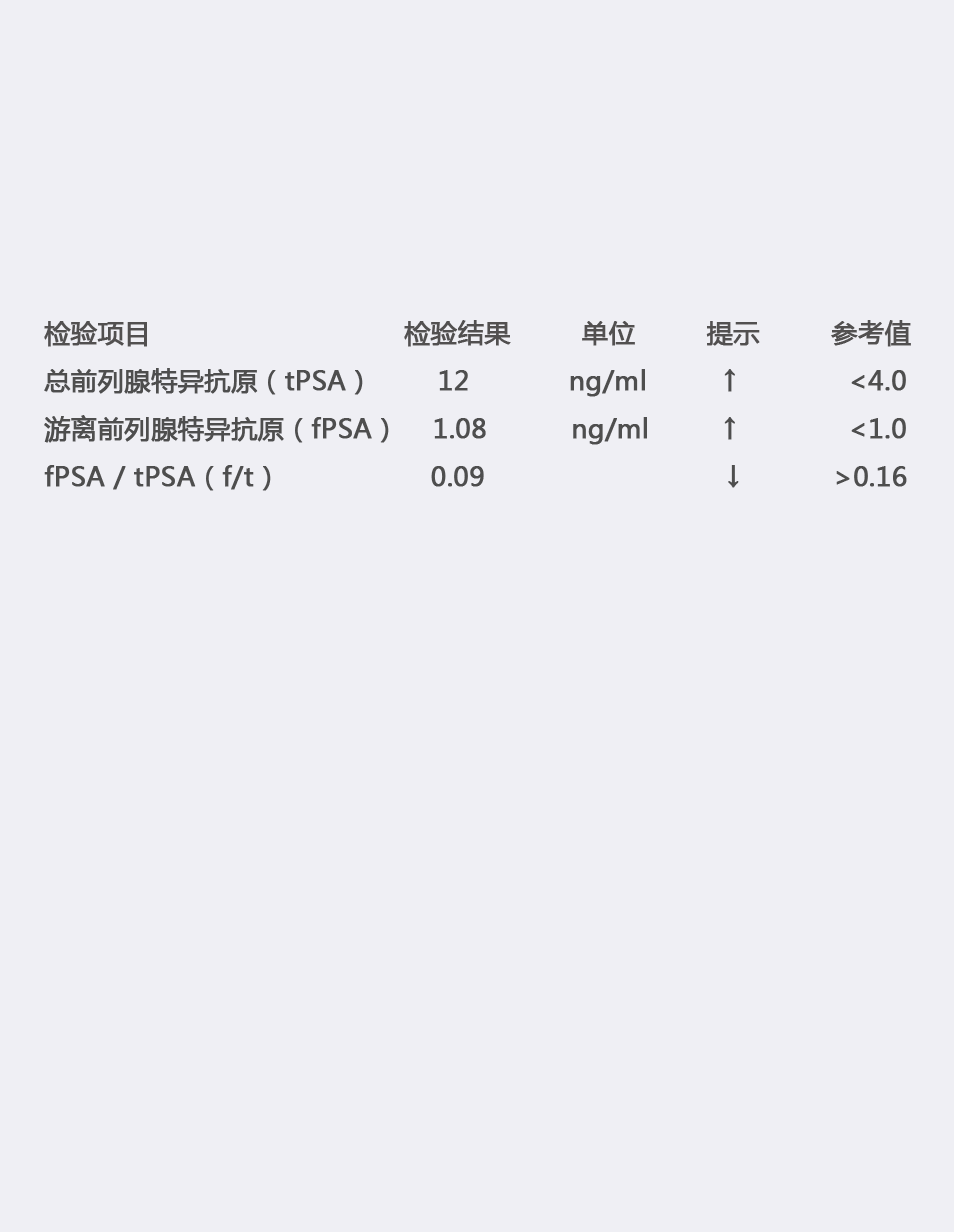 检验项目 检验结果 单位 提示 参考值
总前列腺特异抗原（tPSA） 12 ng/ml ↑ <4.0
游离前列腺特异抗原（fPSA） 1.08 ng/ml ↑ <1.0
fPSA / tPSA（f/t） 0.09 ↓ >0.16